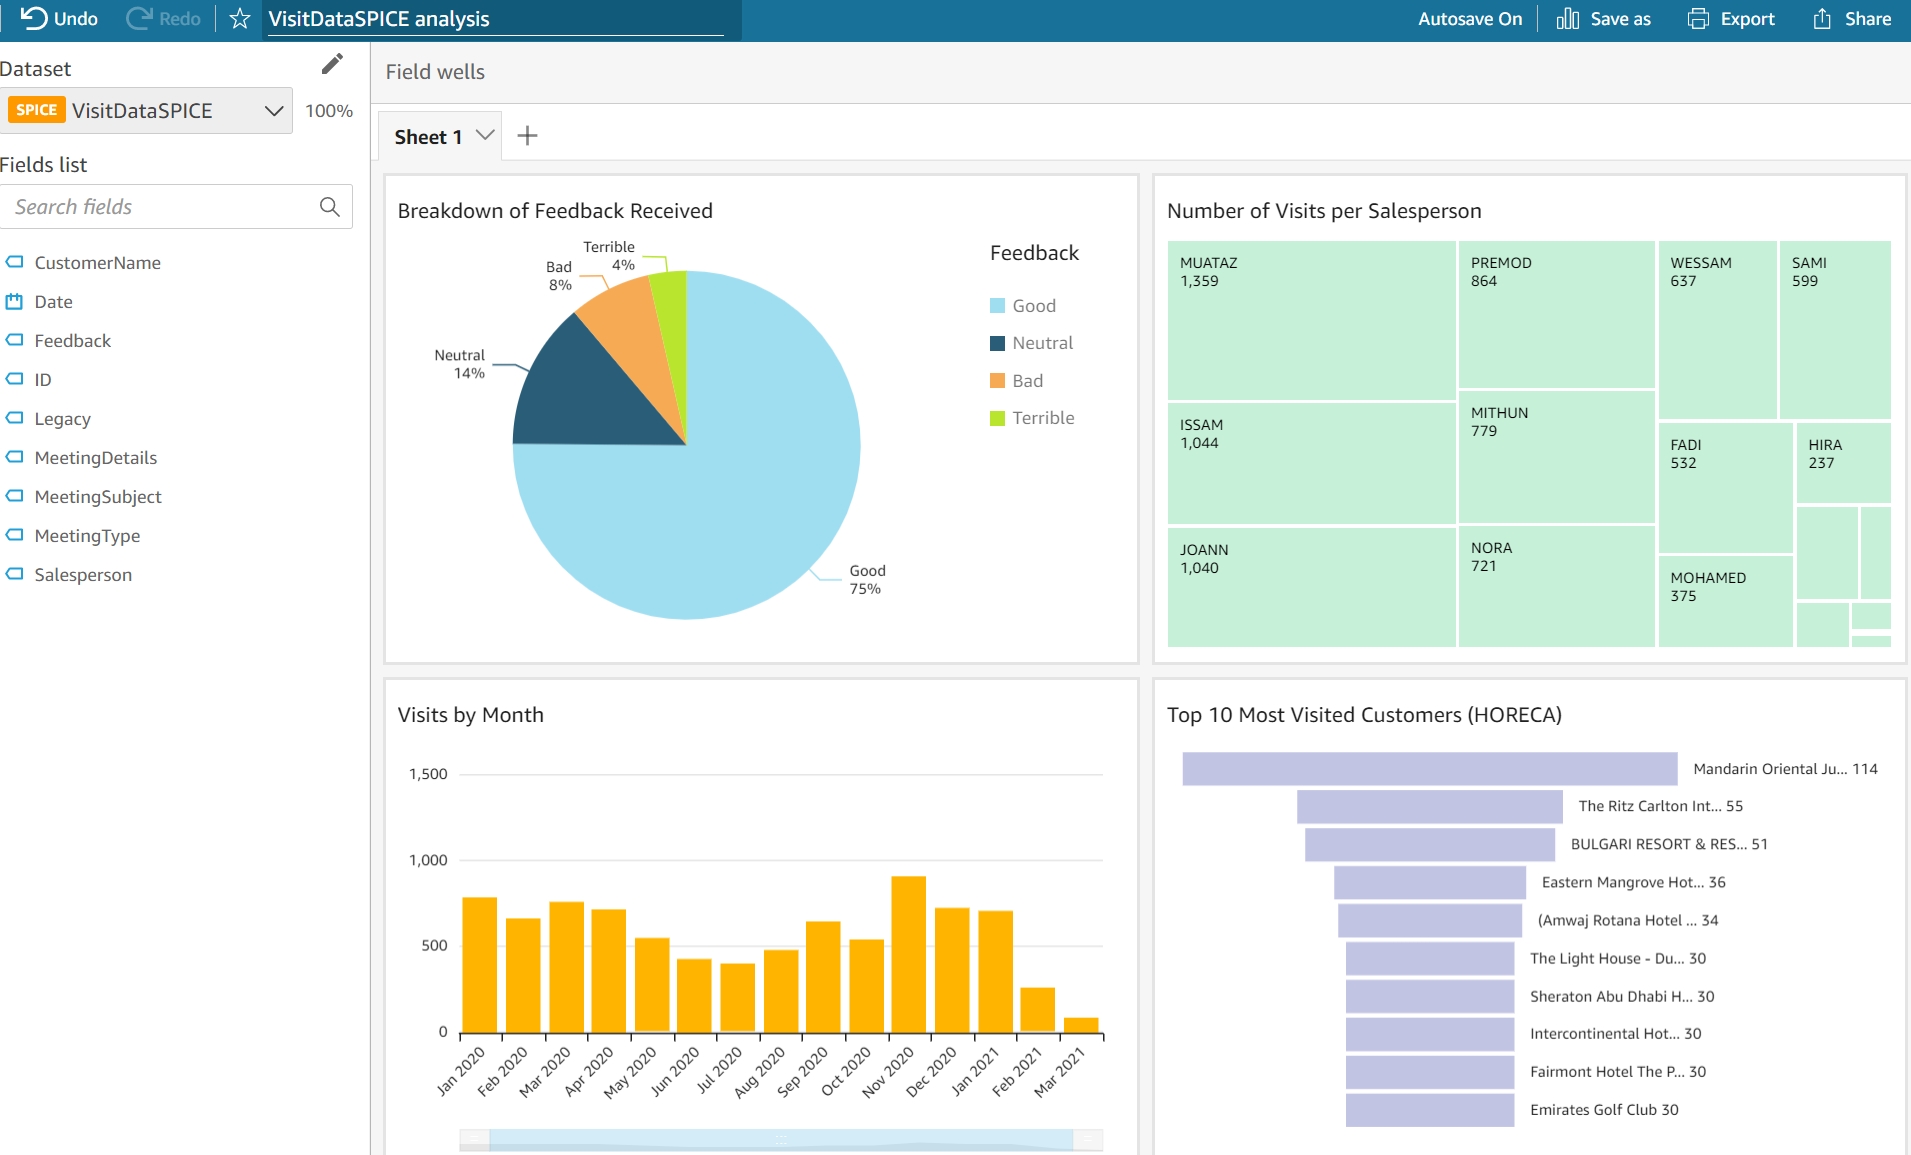 Undo
Redo
VisitDataSPICE analysis
Autosave On
Save as
Export
Share
Dataset
SPICE VisitDataSPICE 100%
Fields list
Search fields
CustomerName
Date
Feedback
ID
Legacy
MeetingDetails
MeetingSubject
MeetingType
Salesperson
Field wells
Sheet 1
Breakdown of Feedback Received
Terrible
4%
Bad
8%
Neutral
14%
Good
75%
Feedback
Good
Neutral
Bad
Terrible
Number of Visits per Salesperson
MUATAZ
1,359
ISSAM
1,044
JOANN
1,040
PREMOD
864
MITHUN
779
NORA
721
WESSAM
637
SAMI
599
FADI
532
HIRA
237
MOHAMED
375
Visits by Month
1,500
1,000
500
0
Jan 2020
Feb 2020
Mar 2020
Apr 2020
May 2020
Jun 2020
Jul 2020
Aug 2020
Sep 2020
Oct 2020
Nov 2020
Dec 2020
Jan 2021
Feb 2021
Mar 2021
Top 10 Most Visited Customers (HORECA)
Mandarin Oriental Ju... 114
The Ritz Carlton Int... 55
BULGARI RESORT & RES... 51
Eastern Mangrove Hot... 36
(Amwaj Rotana Hotel ... 34
The Light House - Du... 30
Sheraton Abu Dhabi H... 30
Intercontinental Hot... 30
Fairmont Hotel The P... 30
Emirates Golf Club 30